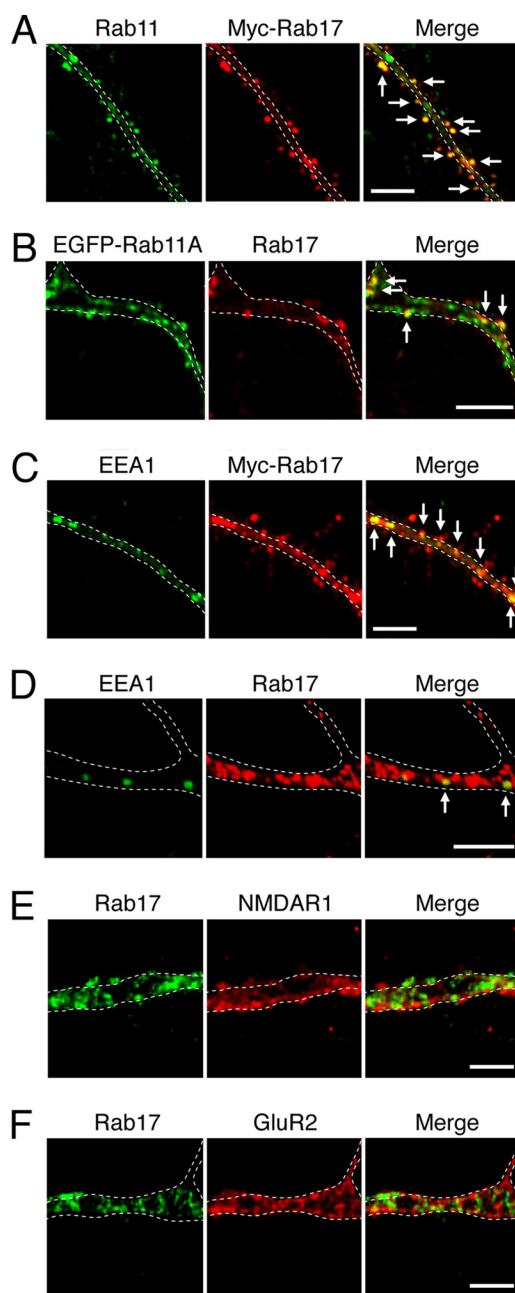 A
Rab11 Myc-Rab17 Merge
B
EGFP-Rab11A Rab17 Merge
C
EEA1 Myc-Rab17 Merge
D
EEA1 Rab17 Merge
E
Rab17 NMDAR1 Merge
F
Rab17 GluR2 Merge